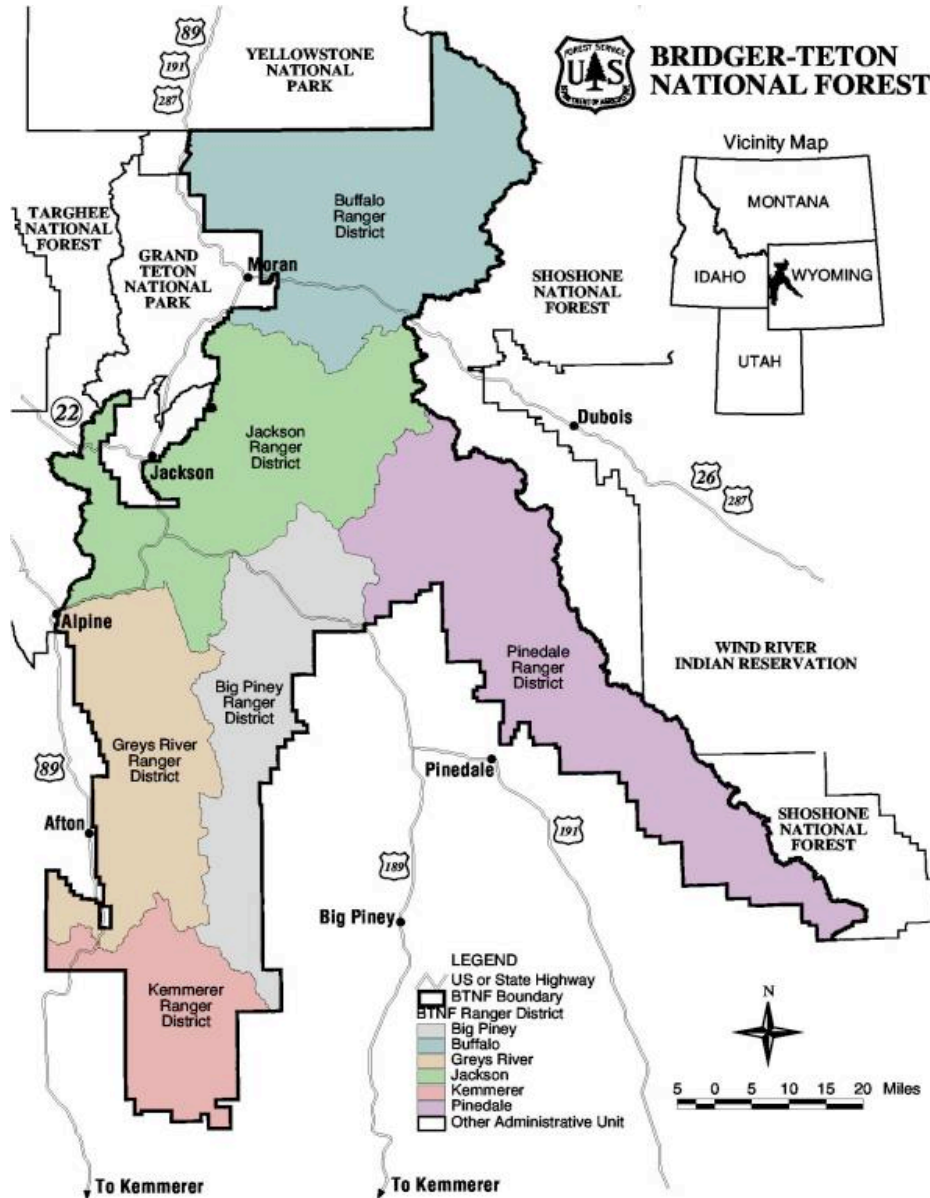 89
191
287
YELLOWSTONE
NATIONAL
PARK
FOREST SERVICE
U S
DEPARTMENT OF AGRICULTURE
BRIDGER-TETON
NATIONAL FOREST
Vicinity Map
MONTANA
IDAHO
WYOMING
UTAH
TARGHEE
NATIONAL
FOREST
GRAND
TETON
NATIONAL
PARK
Buffalo
Ranger
District
Moran
SHOSHONE
NATIONAL
FOREST
22
Jackson
Jackson
Ranger
District
Dubois
26
287
Alpine
Big Piney
Ranger
District
Pinedale
Ranger
District
WIND RIVER
INDIAN RESERVATION
Greys River
Ranger
District
89
Pinedale
Afton
191
189
SHOSHONE
NATIONAL
FOREST
Big Piney
Kemmerer
Ranger
District
LEGEND
US or State Highway
BTNF Boundary
BTNF Ranger District
Big Piney
Buffalo
Greys River
Jackson
Kemmerer
Pinedale
Other Administrative Unit
N
5 0 5 10 15 20 Miles
To Kemmerer
To Kemmerer